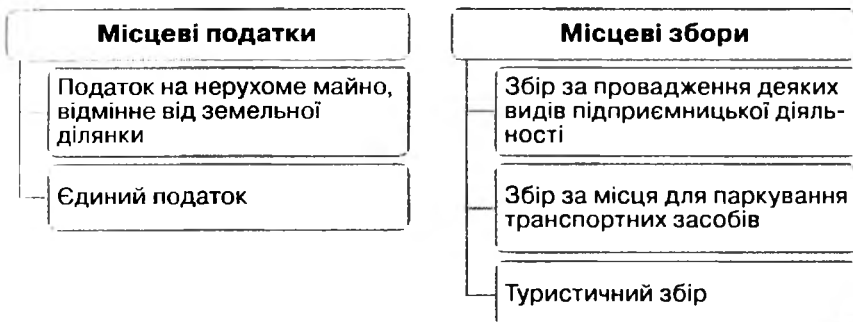 Місцеві податки
Податок на нерухоме майно,
відмінне від земельної
ділянки
Єдиний податок
Місцеві збори
Збір за провадження деяких
видів підприємницької діяль-
ності
Збір за місця для паркування
транспортних засобів
Туристичний збір